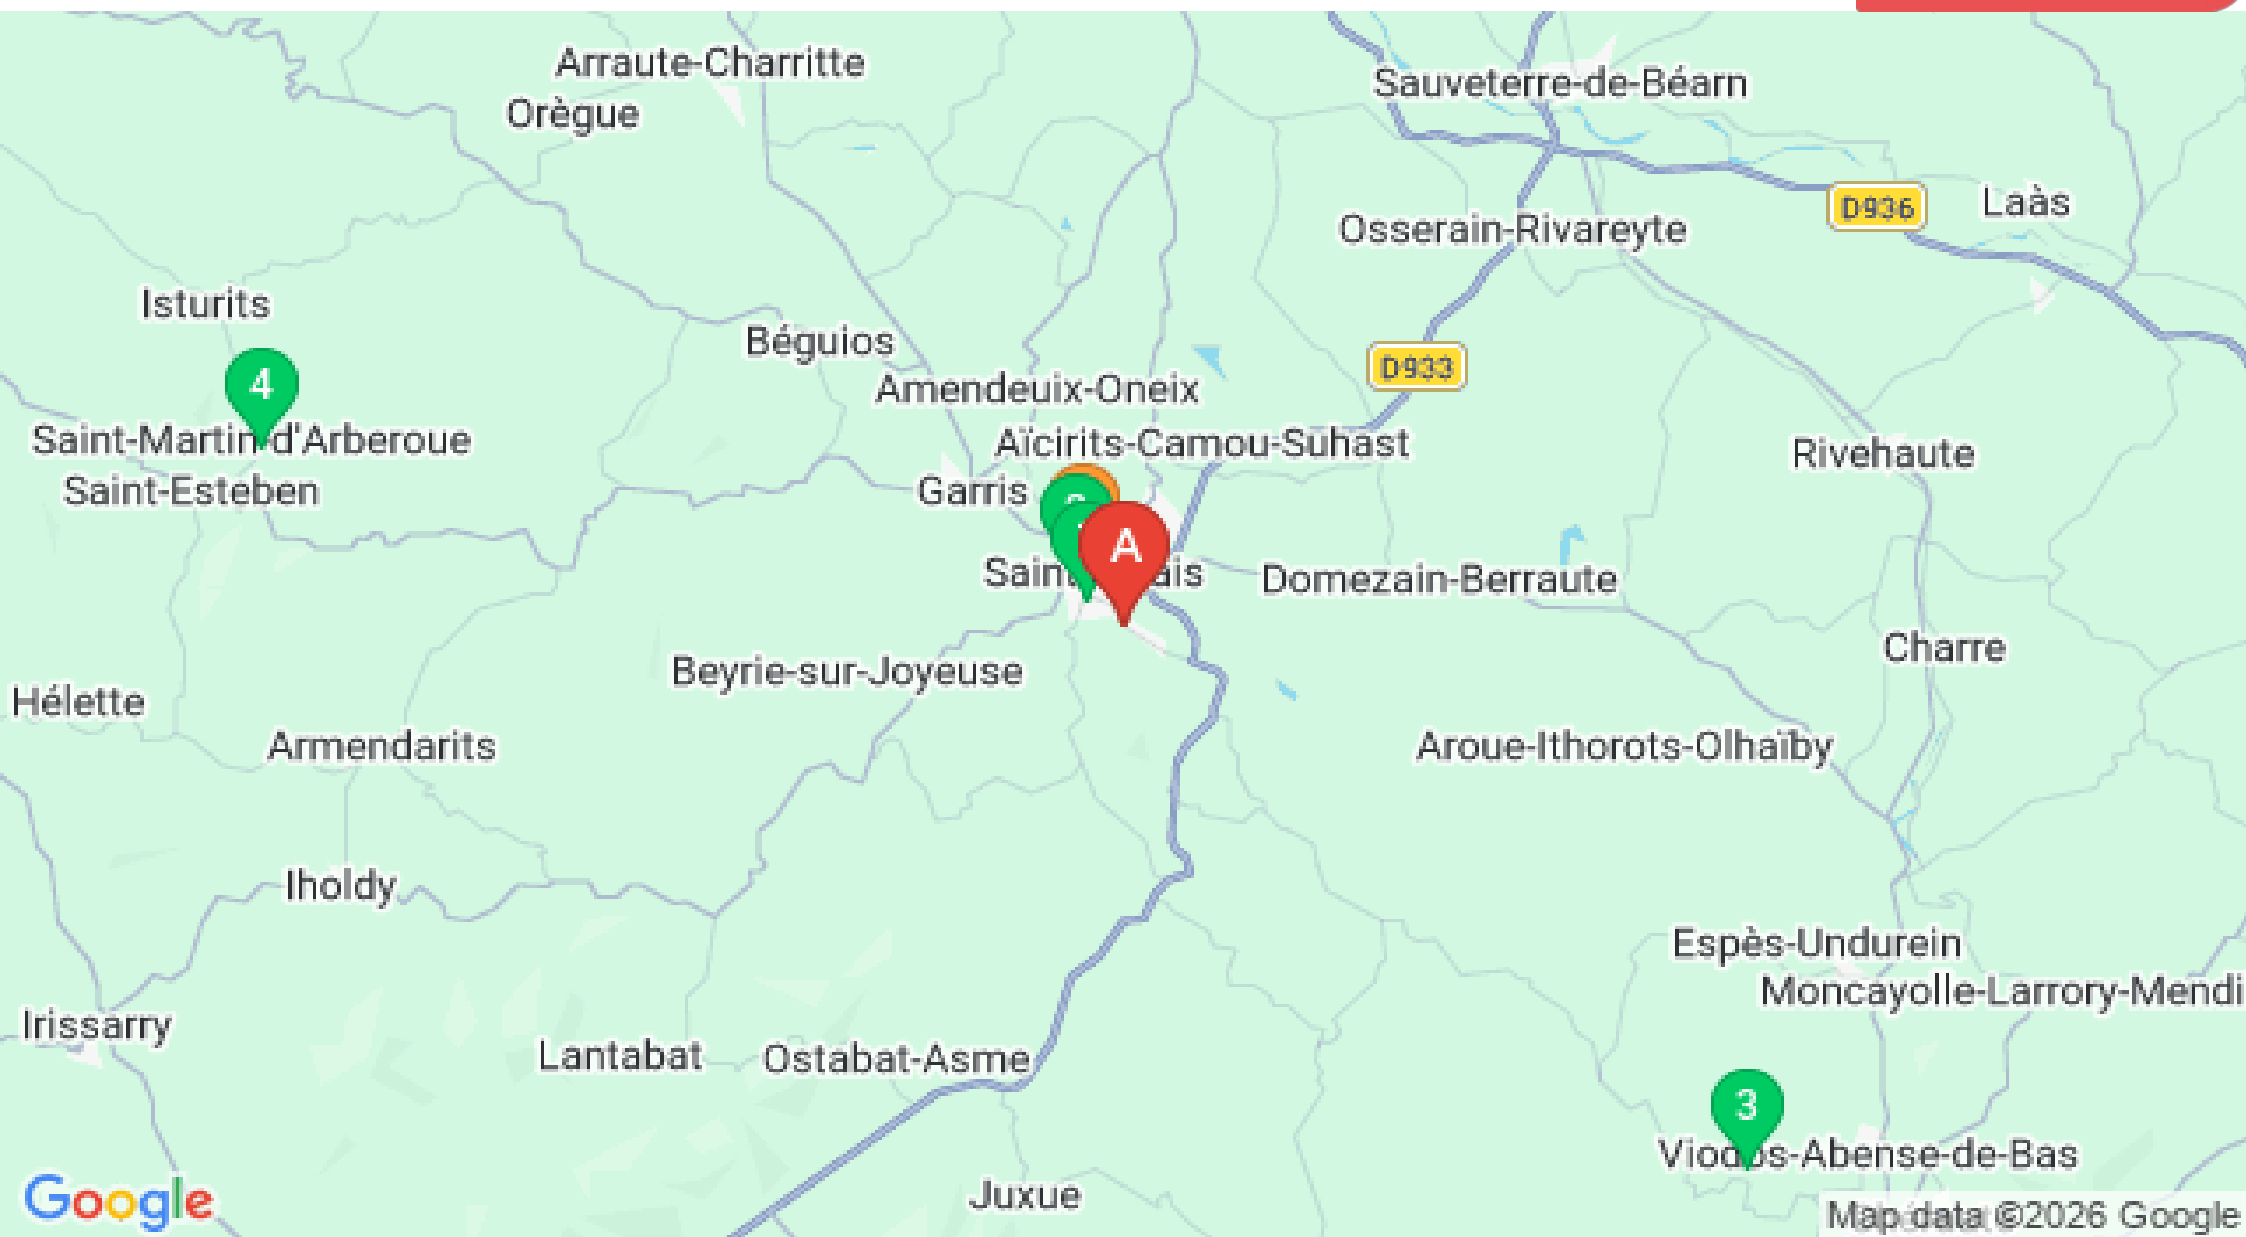 Arraute-Charritte
Sauveterre-de-Béarn
Orègue
D936
Laàs
Osserain-Rivareyte
Isturits
Béguios
D933
4
Amendeuix-Oneix
Saint-Martin-d'Arberoue
Aïcirits-Camou-Suhast
Rivehaute
Saint-Esteben
Garris
A
Domezain-Berraute
Charre
Beyrie-sur-Joyeuse
Hélette
Armendarits
Aroue-Ithorots-Olhaïby
Iholdy
Espès-Undurein
Moncayolle-Larrory-Mendi
Irissarry
Lantabat
Ostabat-Asme
3
Viodos-Abense-de-Bas
Juxue
Google
Map data ©2026 Google